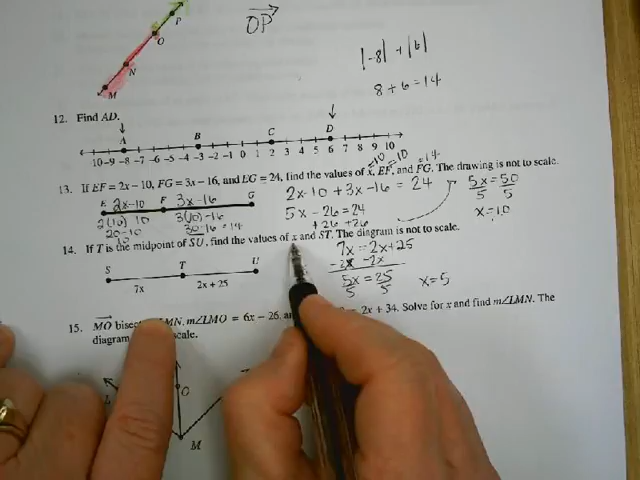 P
O
N
M
OP
|-8| + |6|
8 + 6 = 14
12. Find AD.
A B C D
10 -9 -8 -7 -6 -5 -4 -3 -2 -1 0 1 2 3 4 5 6 7 8 9 10
=10 =10 =14
13. If EF = 2x − 10, FG = 3x − 16, and EG = 24, find the values of x, EF, and FG. The drawing is not to scale.
E 2x-10 F 3x-16 G
2(10) 10 3(10)-16
20-10 30-16=14
10
2x-10 + 3x-16 = 24
5x - 26 = 24
+26 +26
5x = 50
5 5
x=10
14. If T is the midpoint of SU, find the values of x and ST. The diagram is not to scale.
S T U
7x 2x + 25
7x = 2x+25
-2x -2x
5x = 25
5 5
x=5
15. MO bisec LMN, m∠LMO = 6x − 26, 2x + 34. Solve for x and find m∠LMN. The
diagram scale.
L
O
M